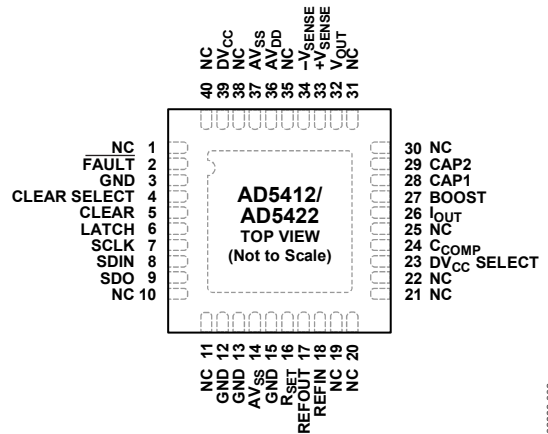 40 NC
39 DVCC
38 NC
37 AVSS
36 AVDD
35 NC
34 –VSENSE
33 +VSENSE
32 VOUT
31 NC
NC 1
FAULT 2
GND 3
CLEAR SELECT 4
CLEAR 5
LATCH 6
SCLK 7
SDIN 8
SDO 9
NC 10
AD5412/
AD5422
TOP VIEW
(Not to Scale)
30 NC
29 CAP2
28 CAP1
27 BOOST
26 IOUT
25 NC
24 CCOMP
23 DVCC SELECT
22 NC
21 NC
NC 11
GND 12
GND 13
AVSS 14
GND 15
RSET 16
REFOUT 17
REFIN 18
NC 19
NC 20